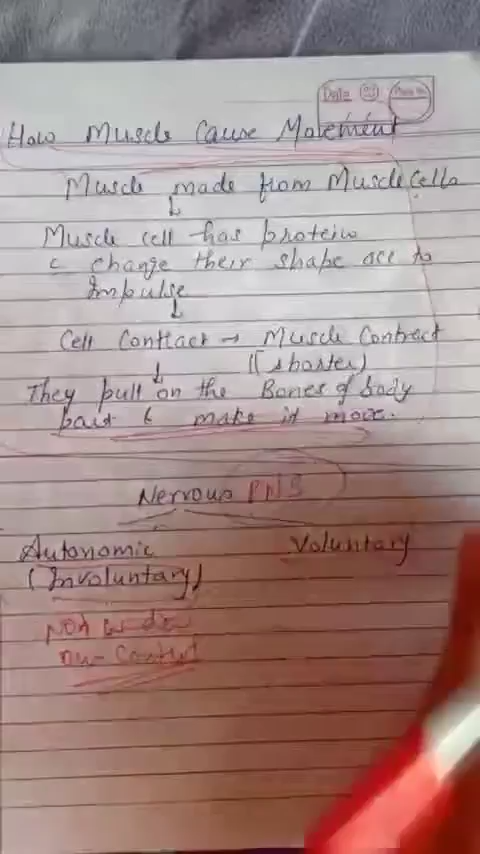 Date
How Muscle Cause Movement
Muscle made from Muscle Cells
↓
Muscle cell has protein
c change their shape acc to
Impulse
↓
Cell Contract → Muscle Contract
↓ (shorter)
They pull on the Bones of body
part & make it move.
Nervous PNS
Autonomic Voluntary
(Involuntary)
Control